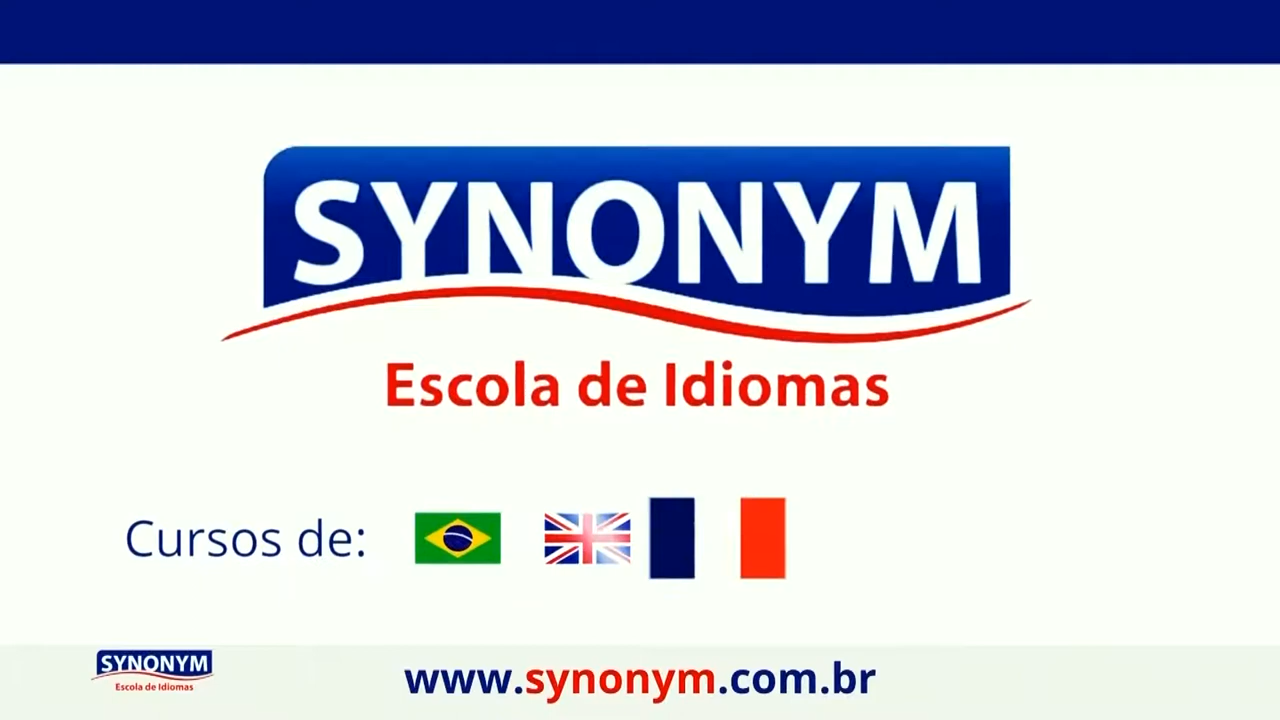 SYNONYM
Escola de Idiomas
Cursos de:
SYNONYM
Escola de Idiomas
www.synonym.com.br